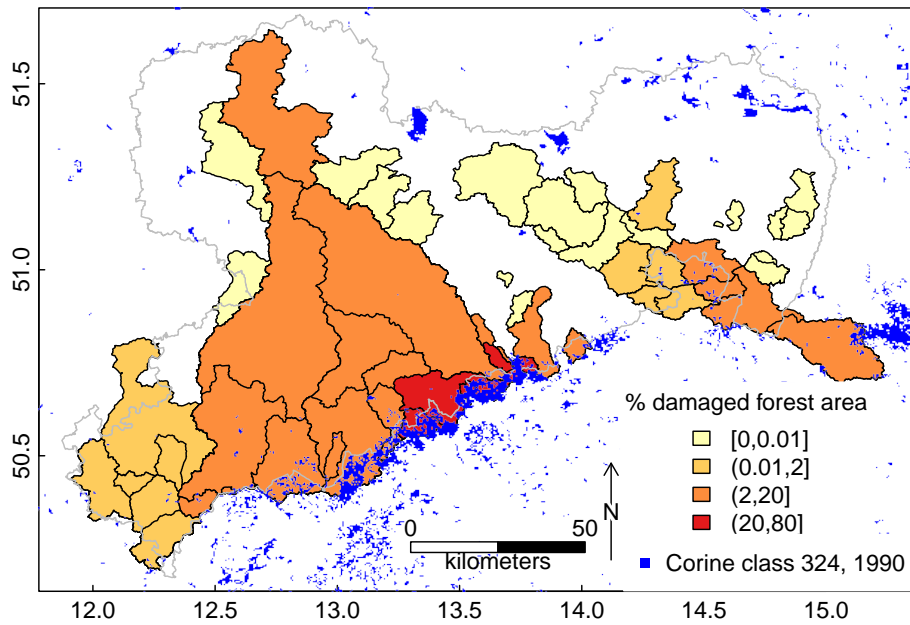 51.5
51.0
50.5
% damaged forest area
[0,0.01]
(0.01,2]
(2,20]
(20,80]
N
0 50
kilometers
Corine class 324, 1990
12.0 12.5 13.0 13.5 14.0 14.5 15.0